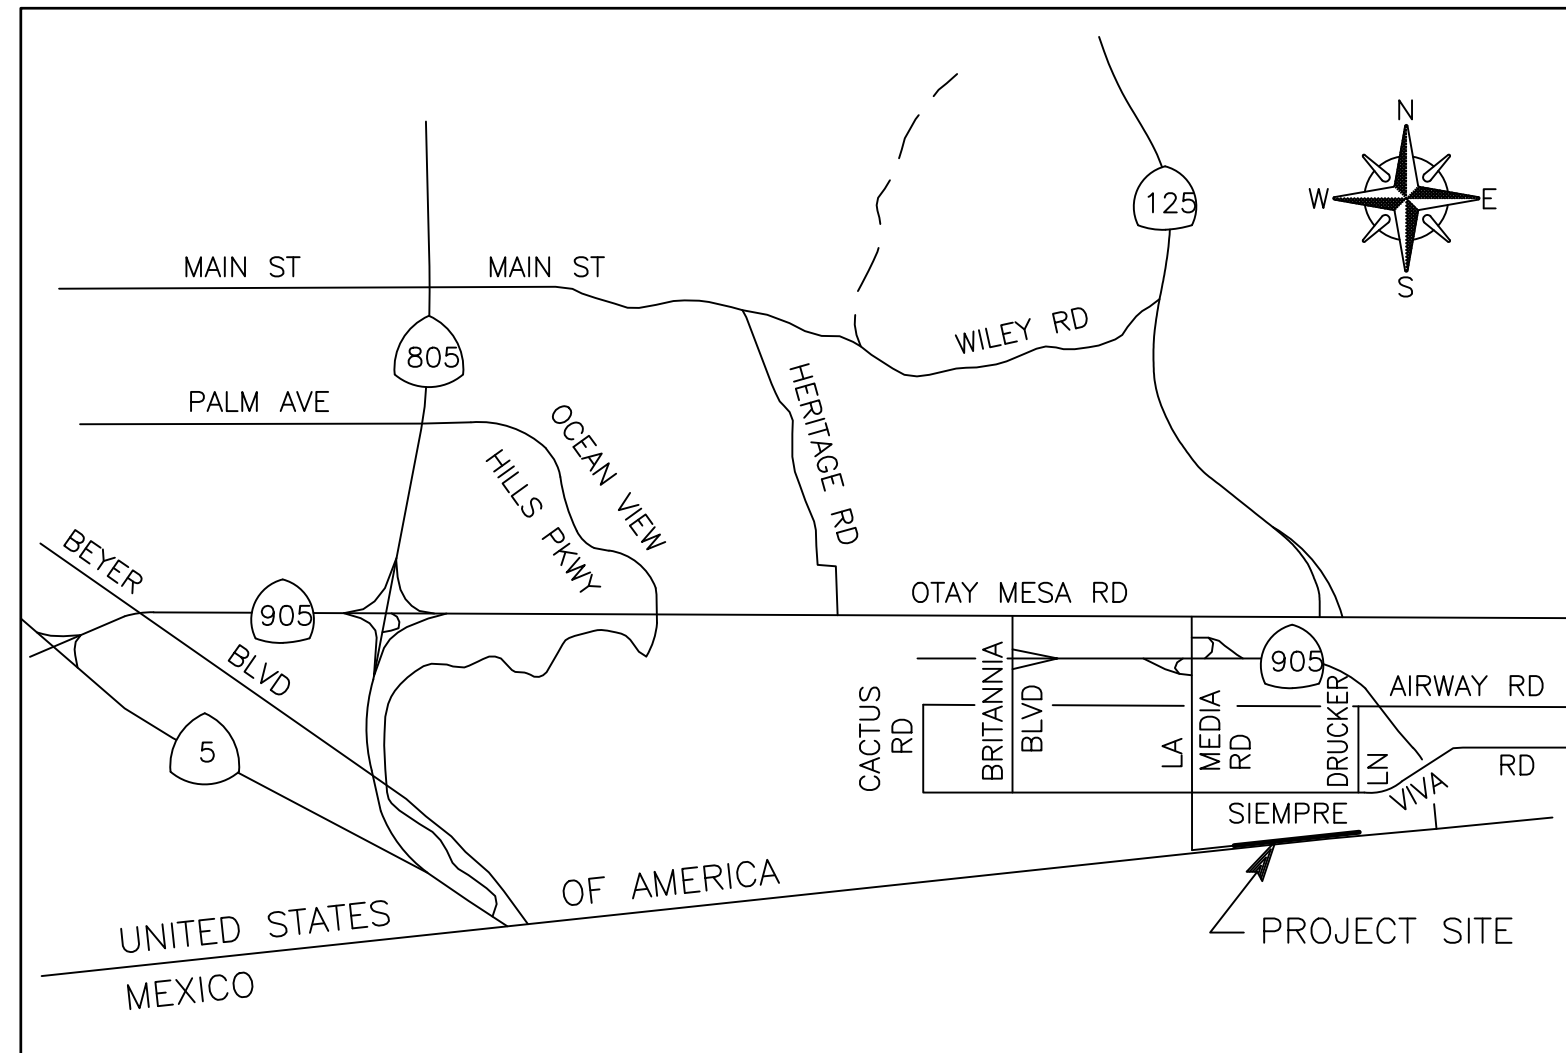 N
W E
S
125
MAIN ST
MAIN ST
WILEY RD
805
PALM AVE
OCEAN VIEW
HILLS PKWY
HERITAGE RD
BEYER
BLVD
905
OTAY MESA RD
905
AIRWAY RD
5
CACTUS
RD
BRITANNIA
BLVD
LA
MEDIA
RD
DRUCKER
LN
SIEMPRE
VIVA
RD
UNITED STATES
OF AMERICA
MEXICO
PROJECT SITE